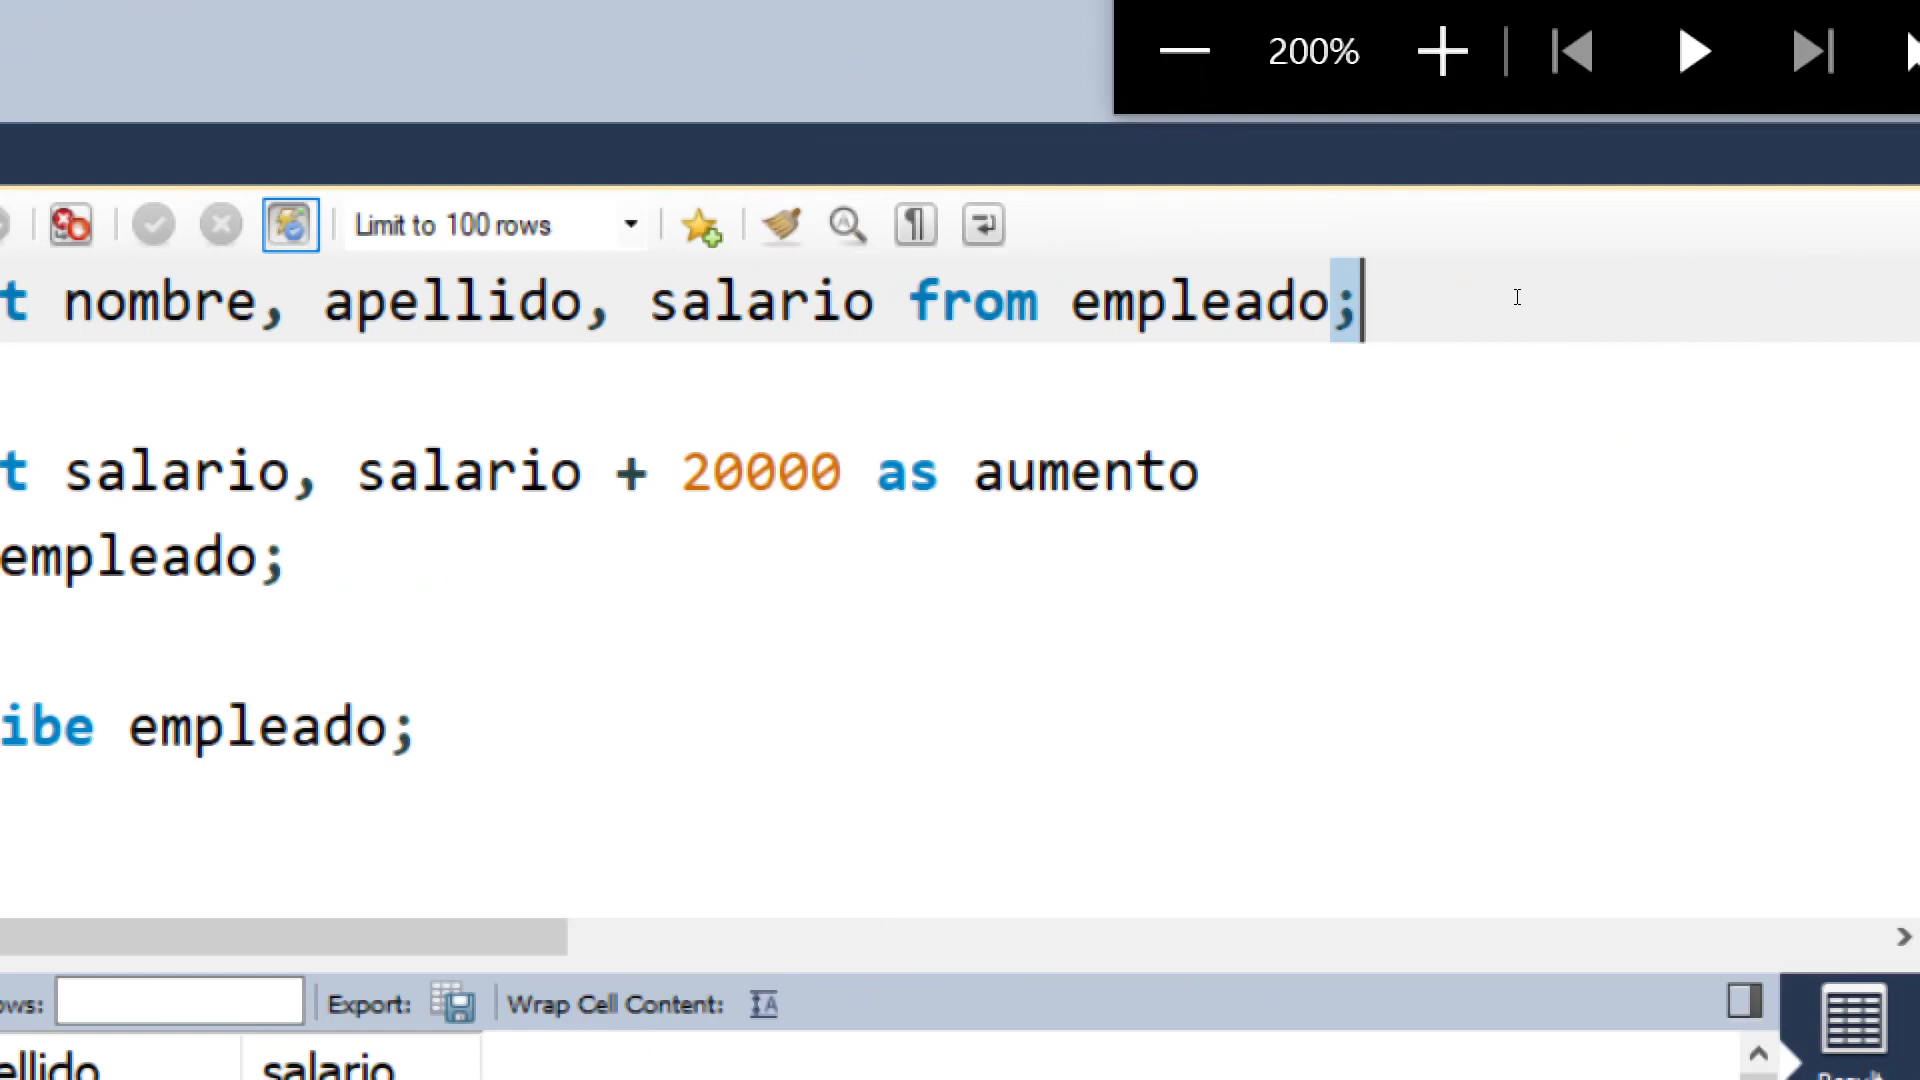 200%
Limit to 100 rows
t nombre, apellido, salario from empleado;
t salario, salario + 20000 as aumento
empleado;
ibe empleado;
ows: Export: Wrap Cell Content:
ellido salario